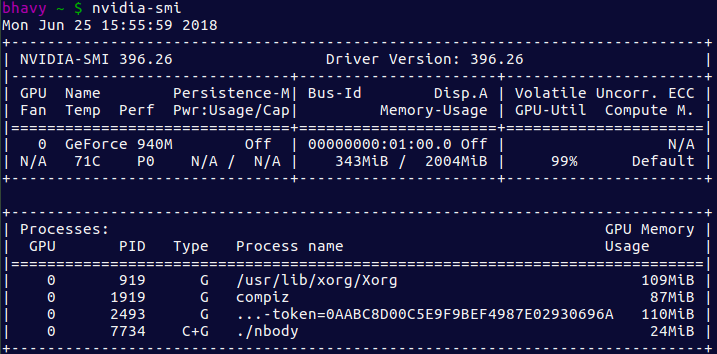 bhavy ~ $ nvidia-smi
Mon Jun 25 15:55:59 2018
+-----------------------------------------------------------------------------+
| NVIDIA-SMI 396.26                 Driver Version: 396.26                    |
|-------------------------------+----------------------+----------------------+
| GPU  Name        Persistence-M| Bus-Id        Disp.A | Volatile Uncorr. ECC |
| Fan  Temp  Perf  Pwr:Usage/Cap|         Memory-Usage | GPU-Util  Compute M. |
|===============================+======================+======================|
|   0  GeForce 940M        Off  | 00000000:01:00.0 Off |                  N/A |
| N/A   71C    P0    N/A /  N/A |    343MiB /  2004MiB |     99%      Default |
+-------------------------------+----------------------+----------------------+

+-----------------------------------------------------------------------------+
| Processes:                                                       GPU Memory |
|  GPU       PID   Type   Process name                             Usage      |
|=============================================================================|
|    0       919      G   /usr/lib/xorg/Xorg                           109MiB |
|    0      1919      G   compiz                                        87MiB |
|    0      2493      G   ...-token=0AABC8D00C5E9F9BEF4987E02930696A   110MiB |
|    0      7734    C+G   ./nbody                                       24MiB |
+-----------------------------------------------------------------------------+